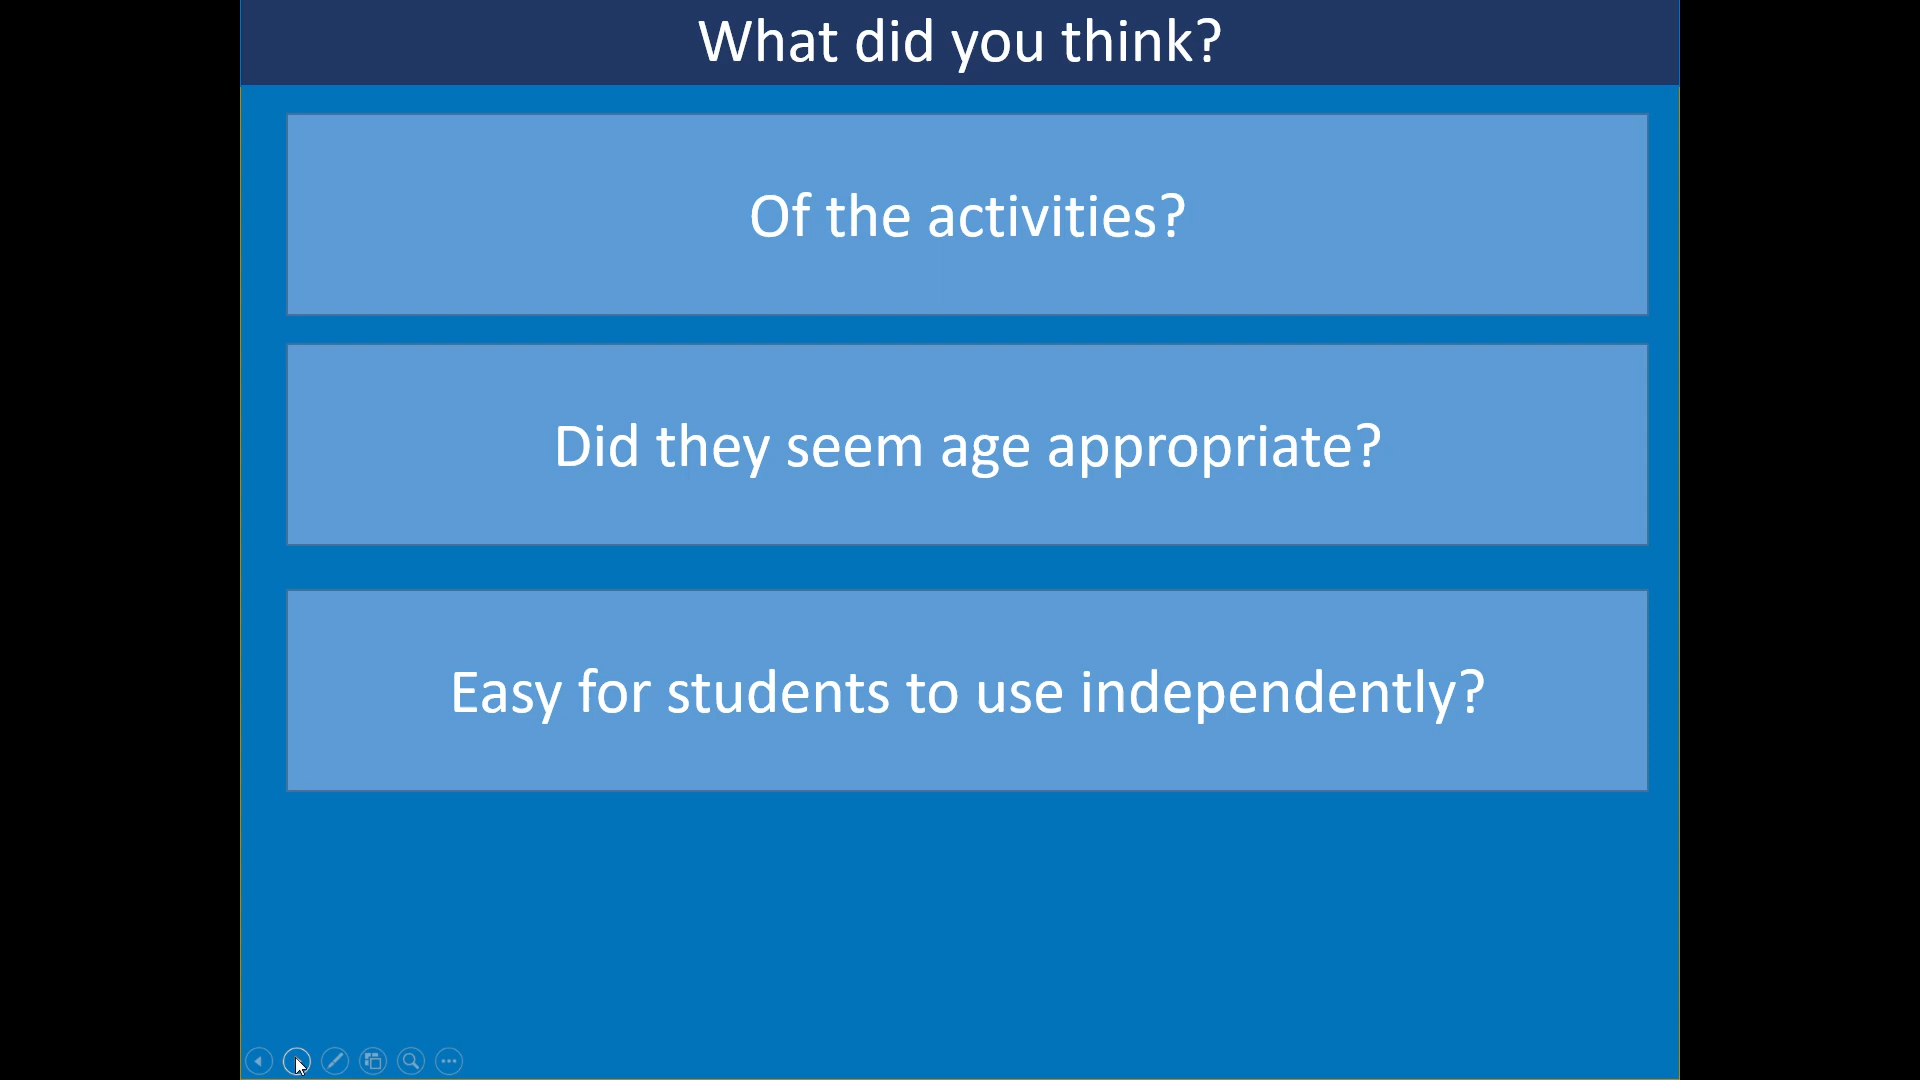 What did you think?
Of the activities?
Did they seem age appropriate?
Easy for students to use independently?